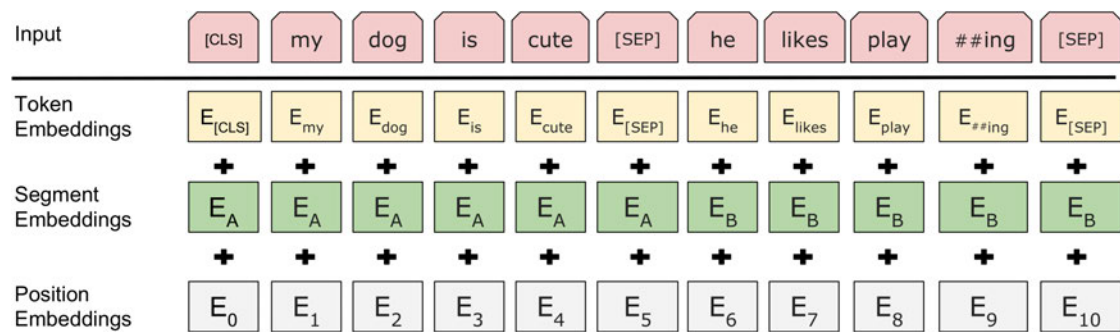 Input [CLS] my dog is cute [SEP] he likes play ##ing [SEP]
Token Embeddings E[CLS] Emy Edog Eis Ecute E[SEP] Ehe Elikes Eplay E##ing E[SEP]
+ + + + + + + + + + +
Segment Embeddings EA EA EA EA EA EA EB EB EB EB EB
+ + + + + + + + + + +
Position Embeddings E0 E1 E2 E3 E4 E5 E6 E7 E8 E9 E10